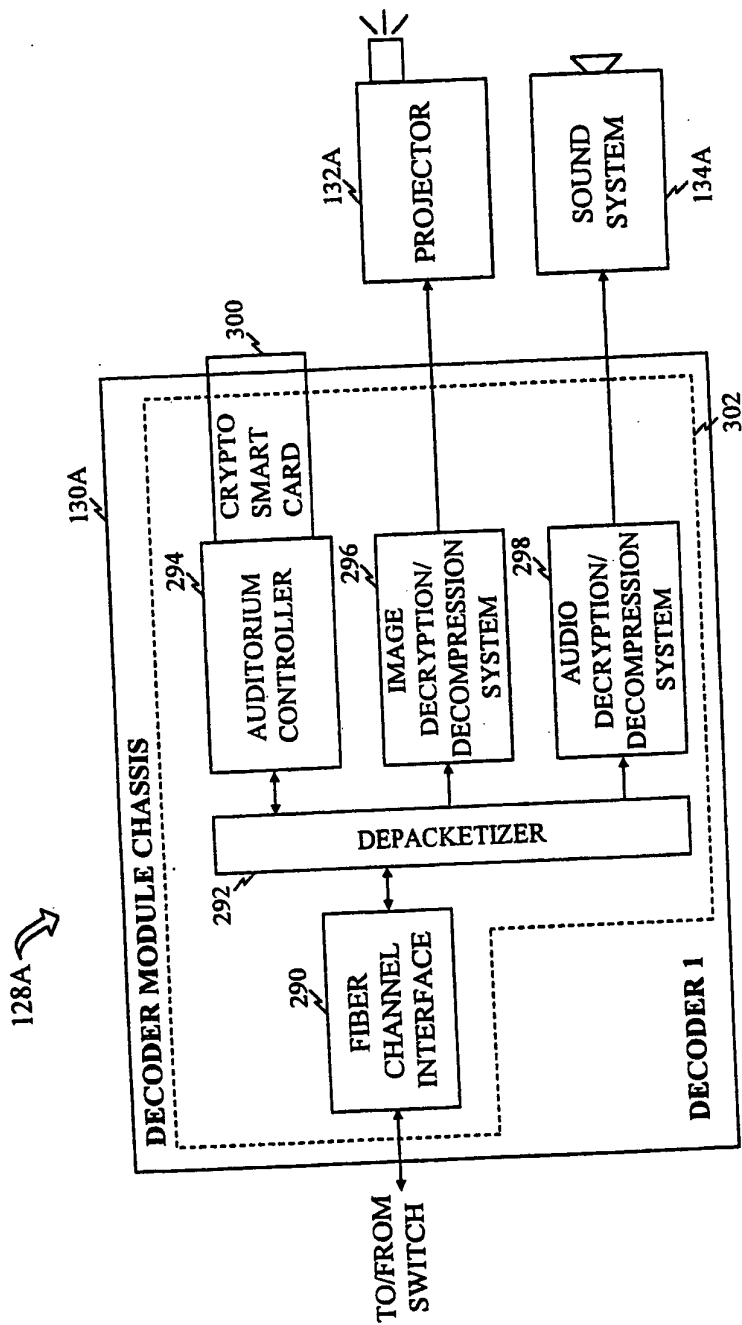 128A
DECODER MODULE CHASSIS
130A
TO/FROM
SWITCH
290
FIBER
CHANNEL
INTERFACE
292
DEPACKETIZER
294
AUDITORIUM
CONTROLLER
CRYPTO
SMART
CARD
300
296
IMAGE
DECRYPTION/
DECOMPRESSION
SYSTEM
298
AUDIO
DECRYPTION/
DECOMPRESSION
SYSTEM
132A
PROJECTOR
SOUND
SYSTEM
134A
302
DECODER 1